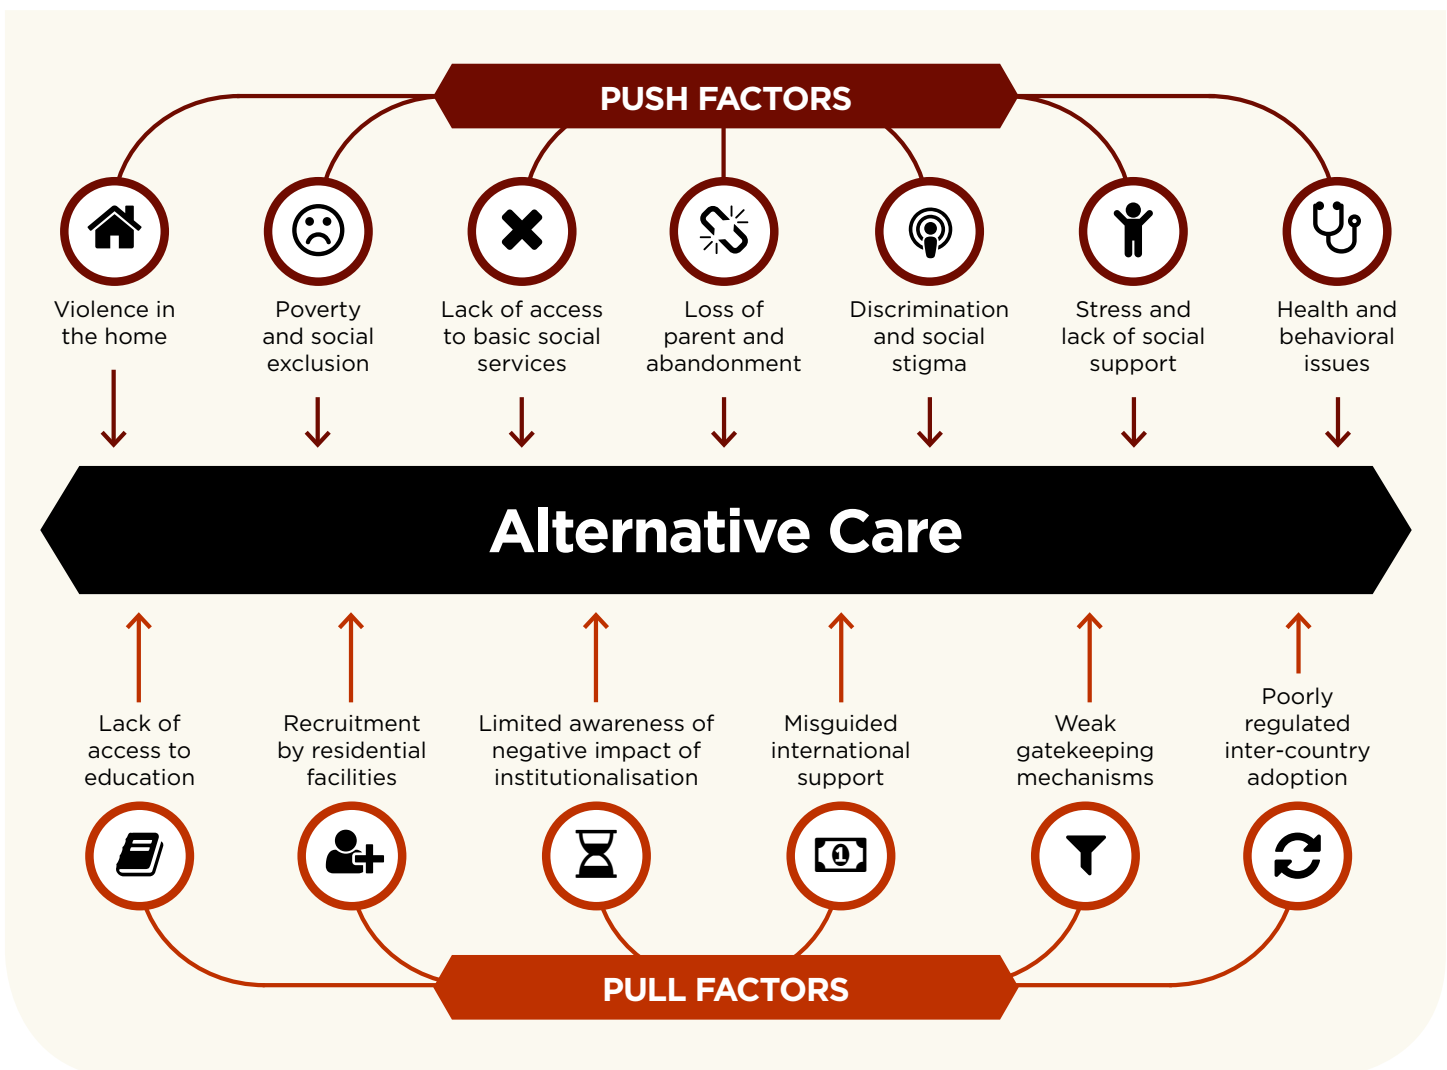 PUSH FACTORS
Violence in
the home
Poverty
and social
exclusion
Lack of access
to basic social
services
Loss of
parent and
abandonment
Discrimination
and social
stigma
Stress and
lack of social
support
Health and
behavioral
issues
Alternative Care
Lack of
access to
education
Recruitment
by residential
facilities
Limited awareness of
negative impact of
institutionalisation
Misguided
international
support
Weak
gatekeeping
mechanisms
Poorly
regulated
inter-country
adoption
1
PULL FACTORS